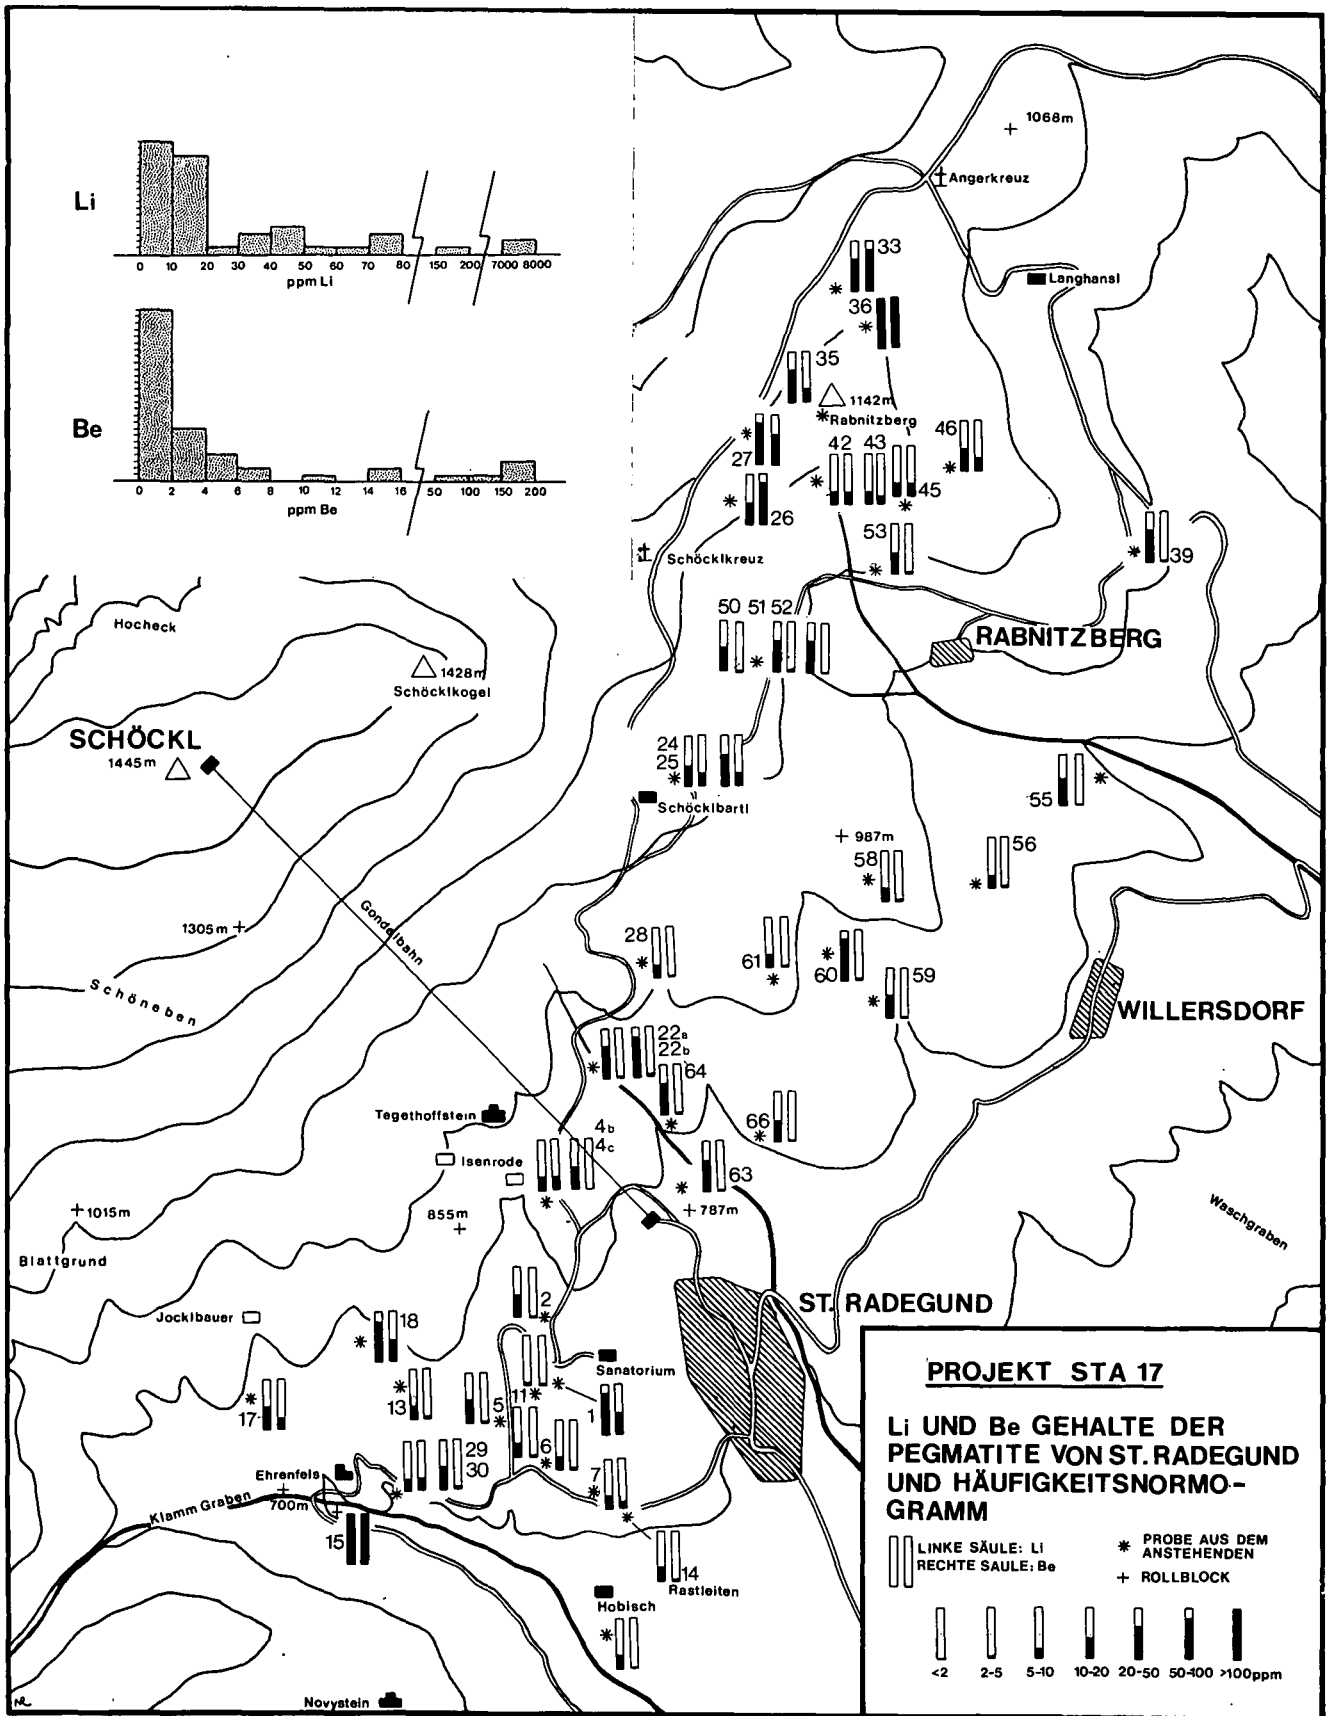 Li
0 10 20 30 40 50 60 70 80 150 200 7000 8000
ppm Li
Be
0 2 4 6 8 10 12 14 16 50 100 150 200
ppm Be
1068m
Angerkreuz
33
Langhansl
36
35
1142m
Rabnitzberg
27
42 43
46
45
26
53
39
Schöcklkreuz
Hocheck
50 51 52
RABNITZBERG
1428m
Schöcklkogel
SCHÖCKL
1445m
24
25
55
Schöcklbartl
987m
58
56
1305m
Gondelbahn
28
61
60
59
Schöneben
WILLERSDORF
22a
22b
64
Tegethoffstein
66
4b
4c
Isenrode
63
1015m
855m
787m
Waschgraben
Blattgrund
2
ST. RADEGUND
Jocklbauer
18
Sanatorium
11
13
5
17
1
6
29
30
7
Ehrenfels
700m
Klamm Graben
15
14
Rastleiten
Hobisch
Novystein
PROJEKT STA 17
Li UND Be GEHALTE DER
PEGMATITE VON ST. RADEGUND
UND HÄUFIGKEITSNORMO-
GRAMM
LINKE SÄULE: Li
RECHTE SAULE: Be
PROBE AUS DEM
ANSTEHENDEN
ROLLBLOCK
<2 2-5 5-10 10-20 20-50 50-100 >100ppm